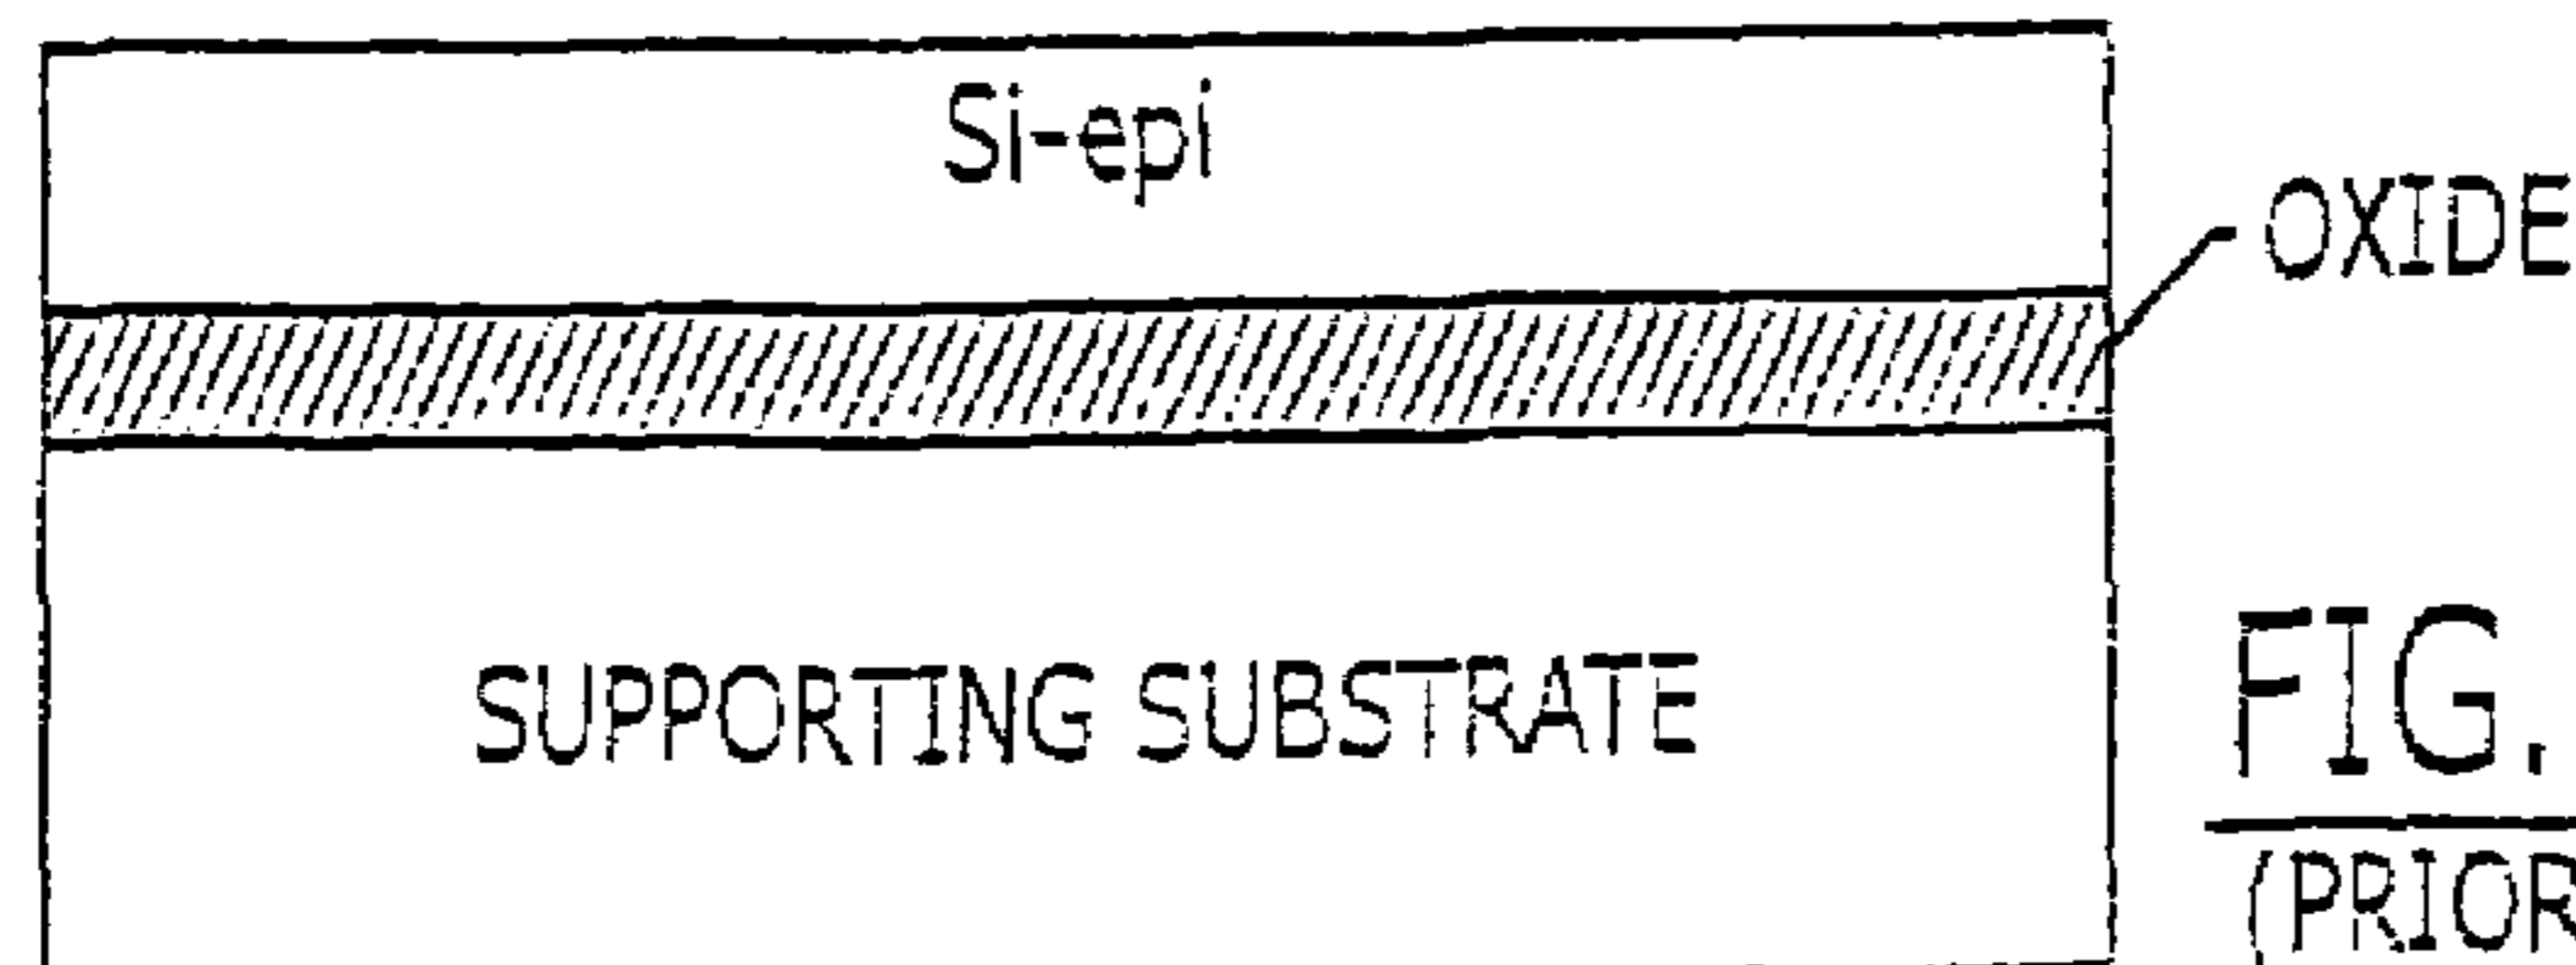 Si-epi
OXIDE
SUPPORTING SUBSTRATE
FIG.
(PRIOR